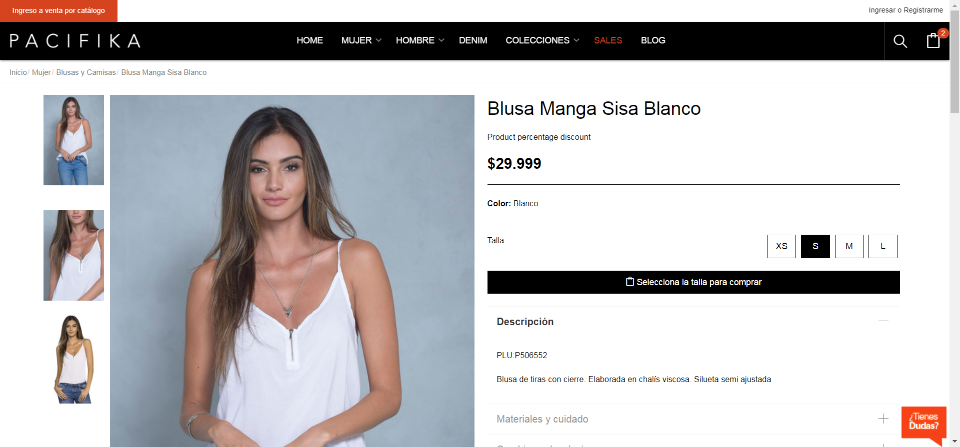 Ingreso a venta por catálogo
Ingresar o Registrarme
PACIFIKA
HOME MUJER HOMBRE DENIM COLECCIONES SALES BLOG
2
Inicio/ Mujer/ Blusas y Camisas/ Blusa Manga Sisa Blanco
Blusa Manga Sisa Blanco
Product percentage discount
$29.999
Color: Blanco
Talla
XS S M L
Selecciona la talla para comprar
Descripción
PLU:P506552
Blusa de tiras con cierre. Elaborada en chalís viscosa. Silueta semi ajustada
Materiales y cuidado
¿Tienes
Dudas?